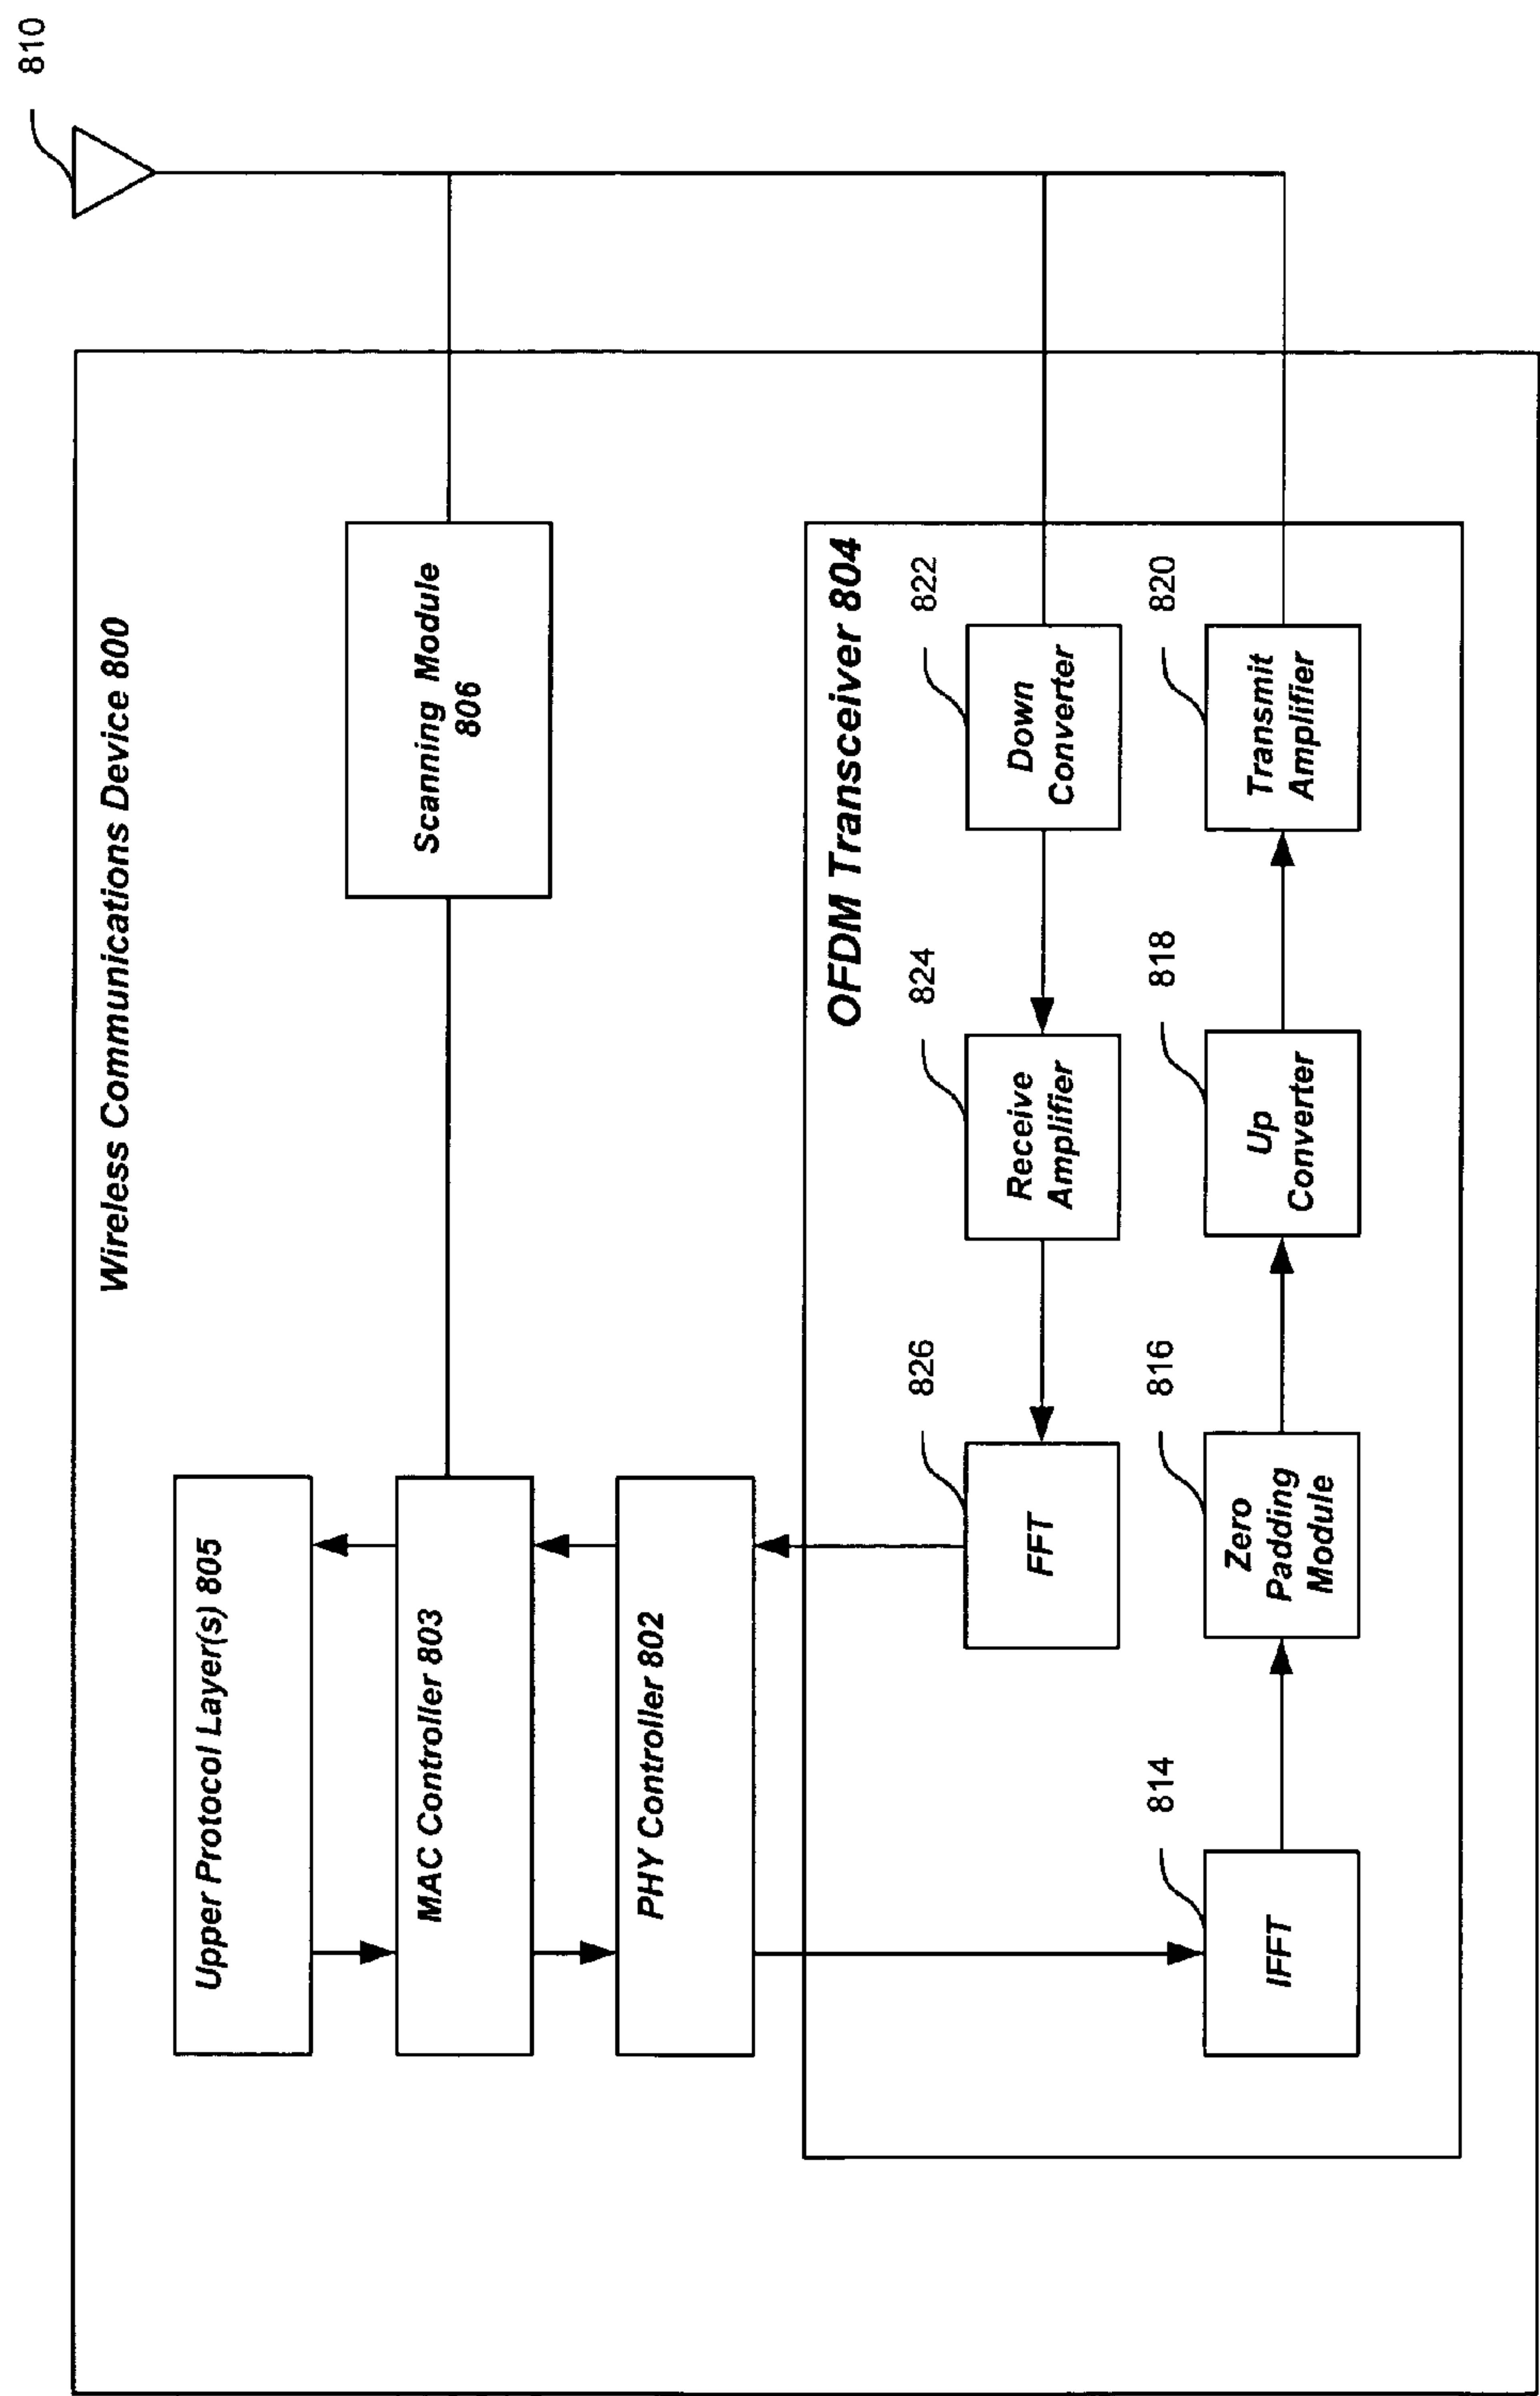 810
Wireless Communications Device 800
Upper Protocol Layer(s) 805
MAC Controller 803
Scanning Module
806
PHY Controller 802
OFDM Transceiver 804
826
824
822
FFT
Receive
Amplifier
Down
Converter
814
816
818
820
IFFT
Zero
Padding
Module
Up
Converter
Transmit
Amplifier